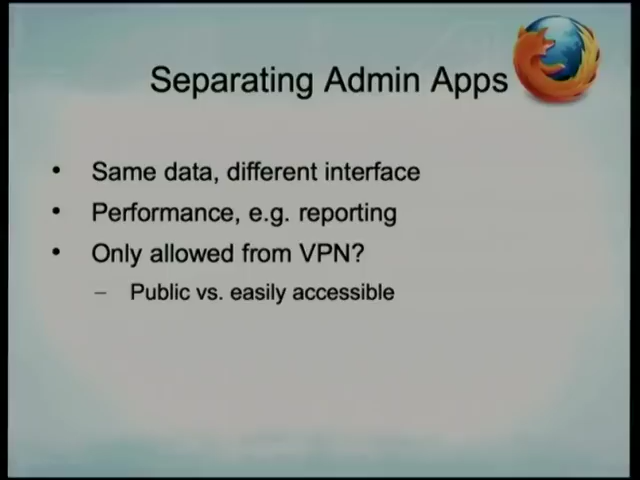 Separating Admin Apps
• Same data, different interface
• Performance, e.g. reporting
• Only allowed from VPN?
– Public vs. easily accessible